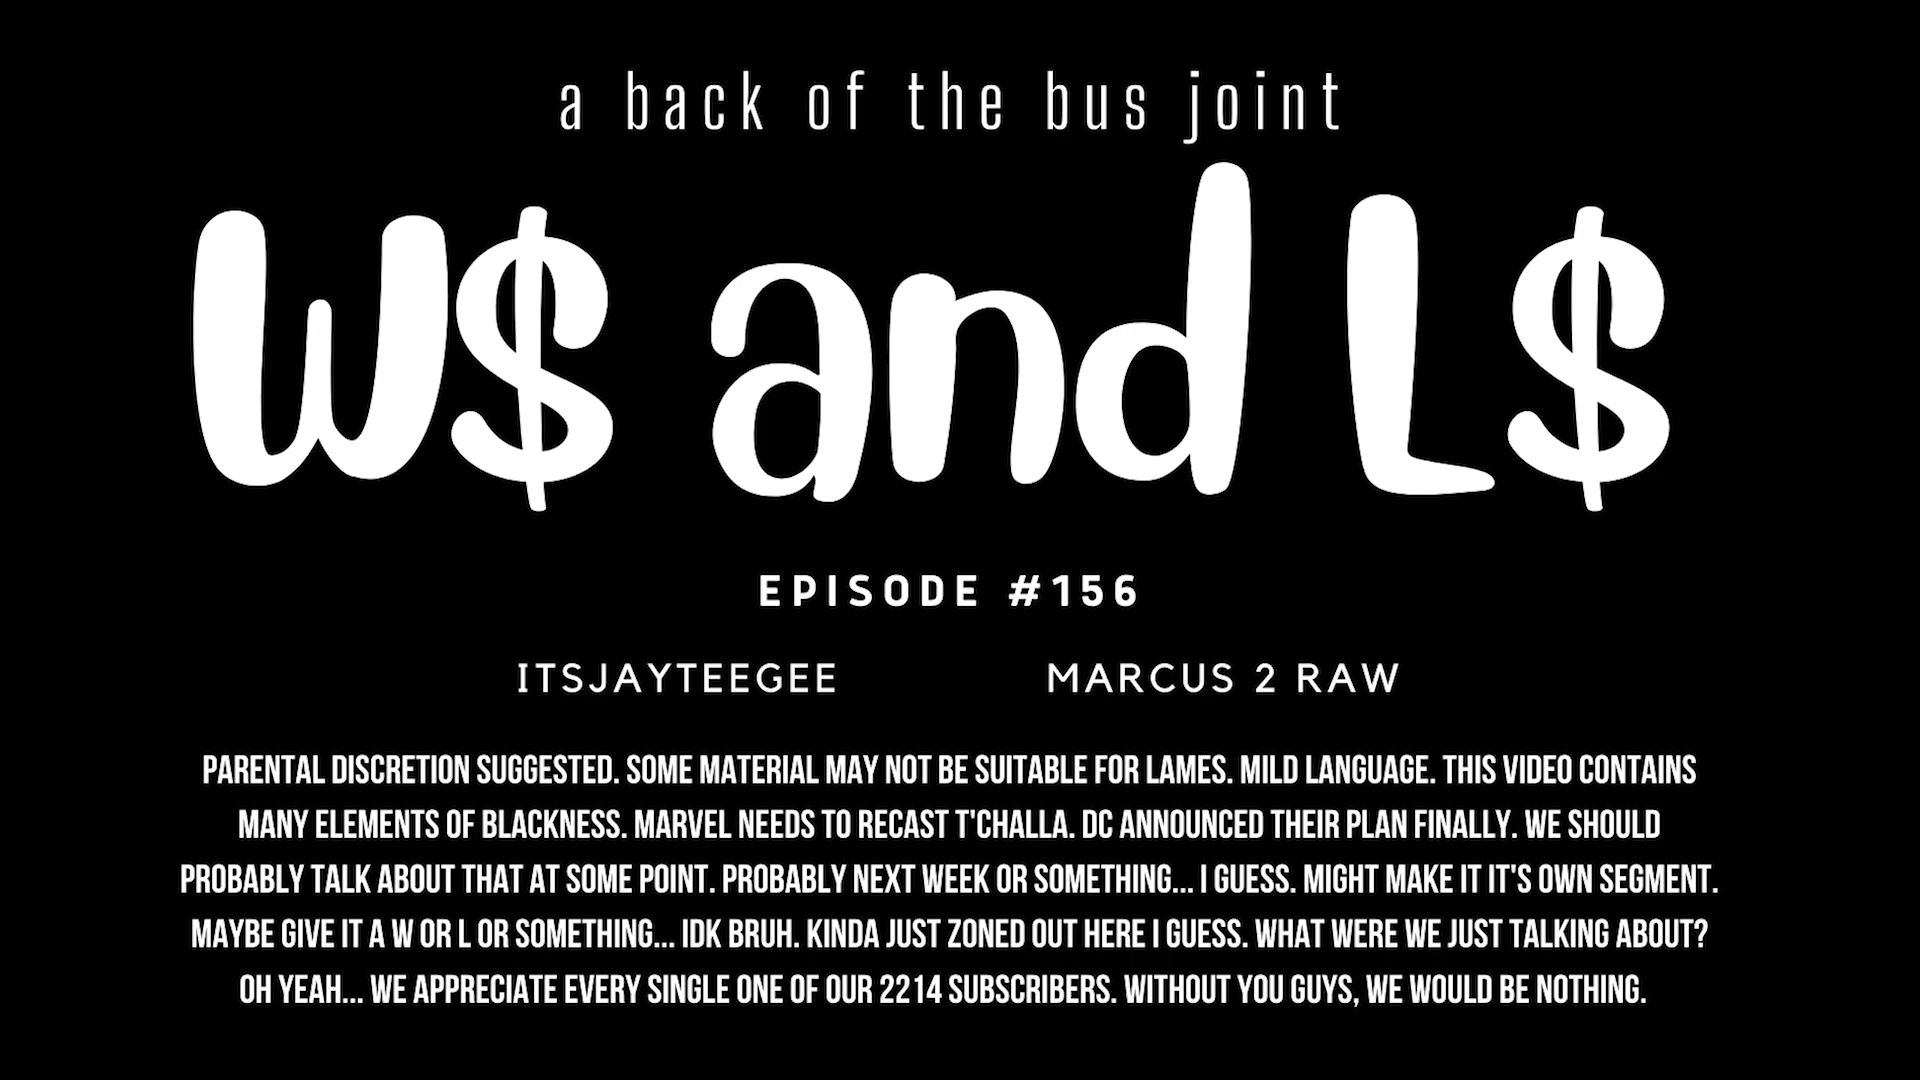 a back of the bus joint
W$ and L$
EPISODE #156
ITSJAYTEEGEE MARCUS 2 RAW
PARENTAL DISCRETION SUGGESTED. SOME MATERIAL MAY NOT BE SUITABLE FOR LAMES. MILD LANGUAGE. THIS VIDEO CONTAINS
MANY ELEMENTS OF BLACKNESS. MARVEL NEEDS TO RECAST T'CHALLA. DC ANNOUNCED THEIR PLAN FINALLY. WE SHOULD
PROBABLY TALK ABOUT THAT AT SOME POINT. PROBABLY NEXT WEEK OR SOMETHING... I GUESS. MIGHT MAKE IT IT'S OWN SEGMENT.
MAYBE GIVE IT A W OR L OR SOMETHING... IDK BRUH. KINDA JUST ZONED OUT HERE I GUESS. WHAT WERE WE JUST TALKING ABOUT?
OH YEAH... WE APPRECIATE EVERY SINGLE ONE OF OUR 2214 SUBSCRIBERS. WITHOUT YOU GUYS, WE WOULD BE NOTHING.